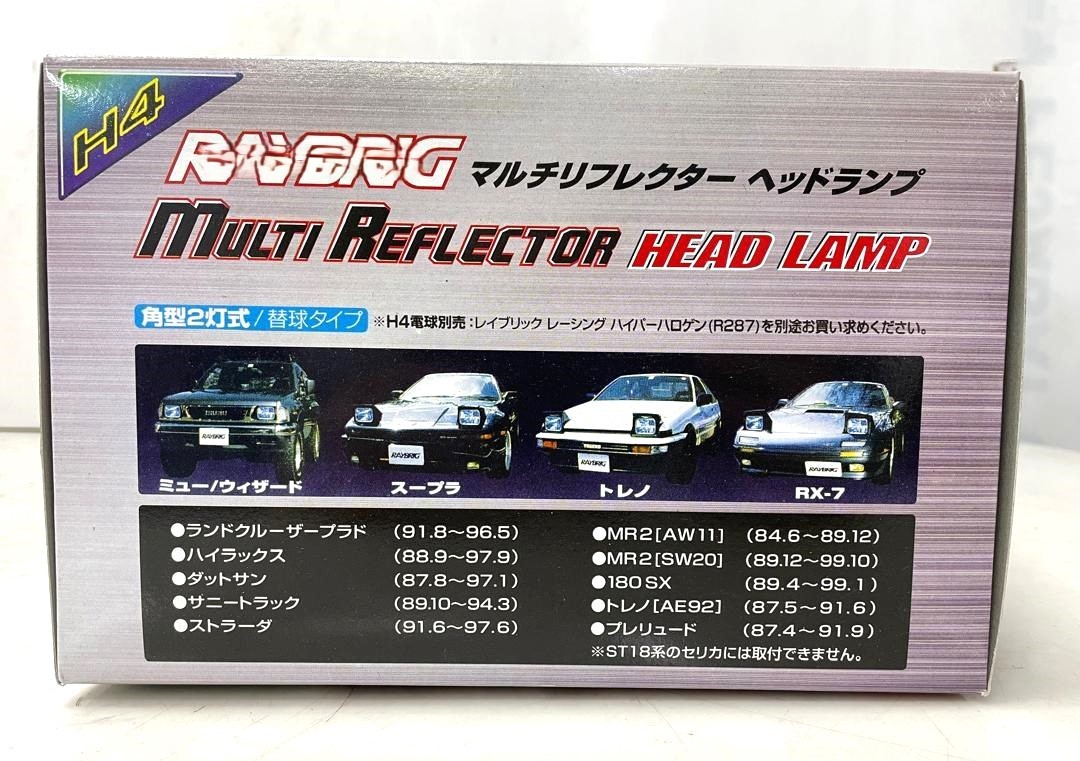 H4
RAYBRIG マルチリフレクター ヘッドランプ
MULTI REFLECTOR HEAD LAMP
角型2灯式/替球タイプ ※H4電球別売:レイブリック レーシング ハイパーハロゲン(R287)を別途お買い求めください。
RAYBRIG RAYBRIG RAYBRIG RAYBRIG
ミュー/ウィザード スープラ トレノ RX-7
●ランドクルーザープラド (91.8〜96.5)
●ハイラックス (88.9〜97.9)
●ダットサン (87.8〜97.1)
●サニートラック (89.10〜94.3)
●ストラーダ (91.6〜97.6)
●MR2[AW11] (84.6〜89.12)
●MR2[SW20] (89.12〜99.10)
●180SX (89.4〜99.1)
●トレノ[AE92] (87.5〜91.6)
●プレリュード (87.4〜91.9)
※ST18系のセリカには取付できません。